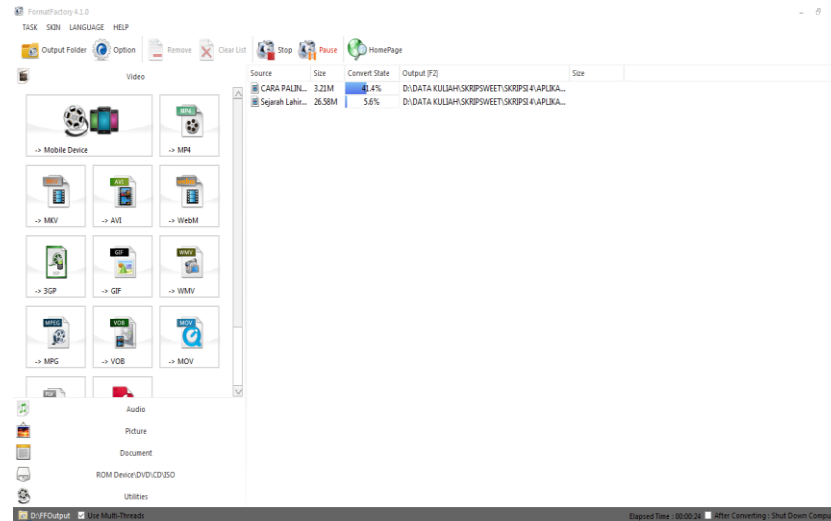 FormatFactory 4.1.0
TASK SKIN LANGUAGE HELP
Output Folder Option Remove Clear List Stop Pause HomePage
Video
Source Size Convert State Output [F2] Size
CARA PALIN... 3.21M 41.4% D:\DATA KULIAH\SKRIPSWEET\SKRIPSI 4\APLIKA...
Sejarah Lahir... 26.58M 5.6% D:\DATA KULIAH\SKRIPSWEET\SKRIPSI 4\APLIKA...
MP4
-> Mobile Device -> MP4
AVI
-> MKV -> AVI -> WebM
GIF WMV
-> 3GP -> GIF -> WMV
MPEG VOB MOV
-> MPG -> VOB -> MOV
Audio
Picture
Document
ROM Device\DVD\CD\ISO
Utilities
D:\FFOutput Use Multi-Threads Elapsed Time : 00:00:24 After Converting : Shut Down Compu